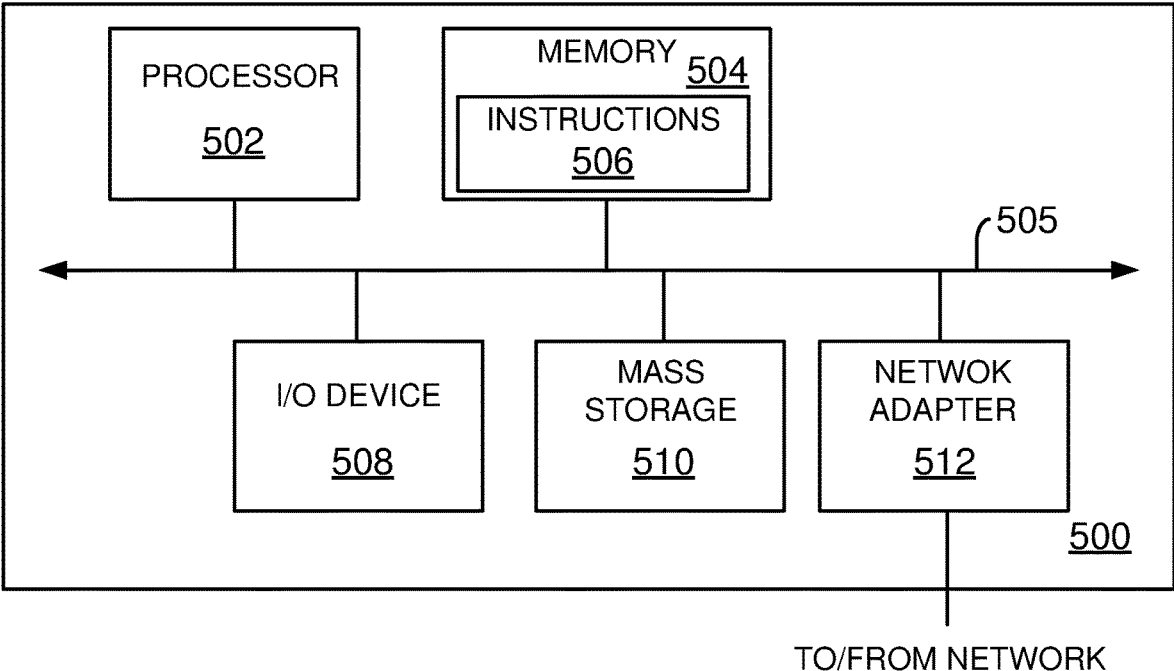 PROCESSOR
502
MEMORY
504
INSTRUCTIONS
506
505
I/O DEVICE
508
MASS
STORAGE
510
NETWOK
ADAPTER
512
500
TO/FROM NETWORK